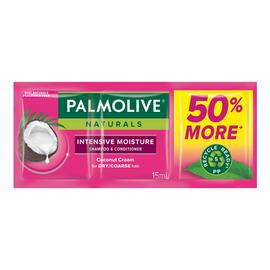 PALMOLIVE
NATURALS
INTENSIVE MOISTURE
SHAMPOO & CONDITIONER
Coconut Cream
for DRY/COARSE hair
15ml
50%
MORE+
RECYCLE READY*
PP